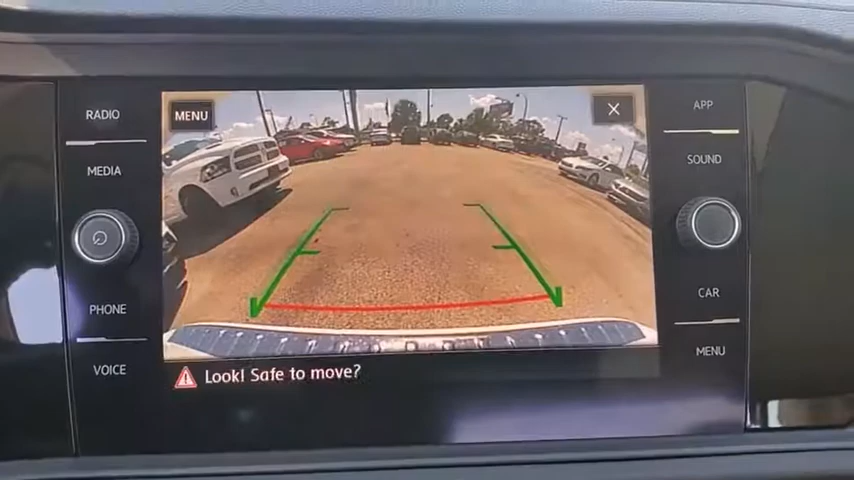 RADIO
MEDIA
PHONE
VOICE
MENU
X
Look! Safe to move?
APP
SOUND
CAR
MENU